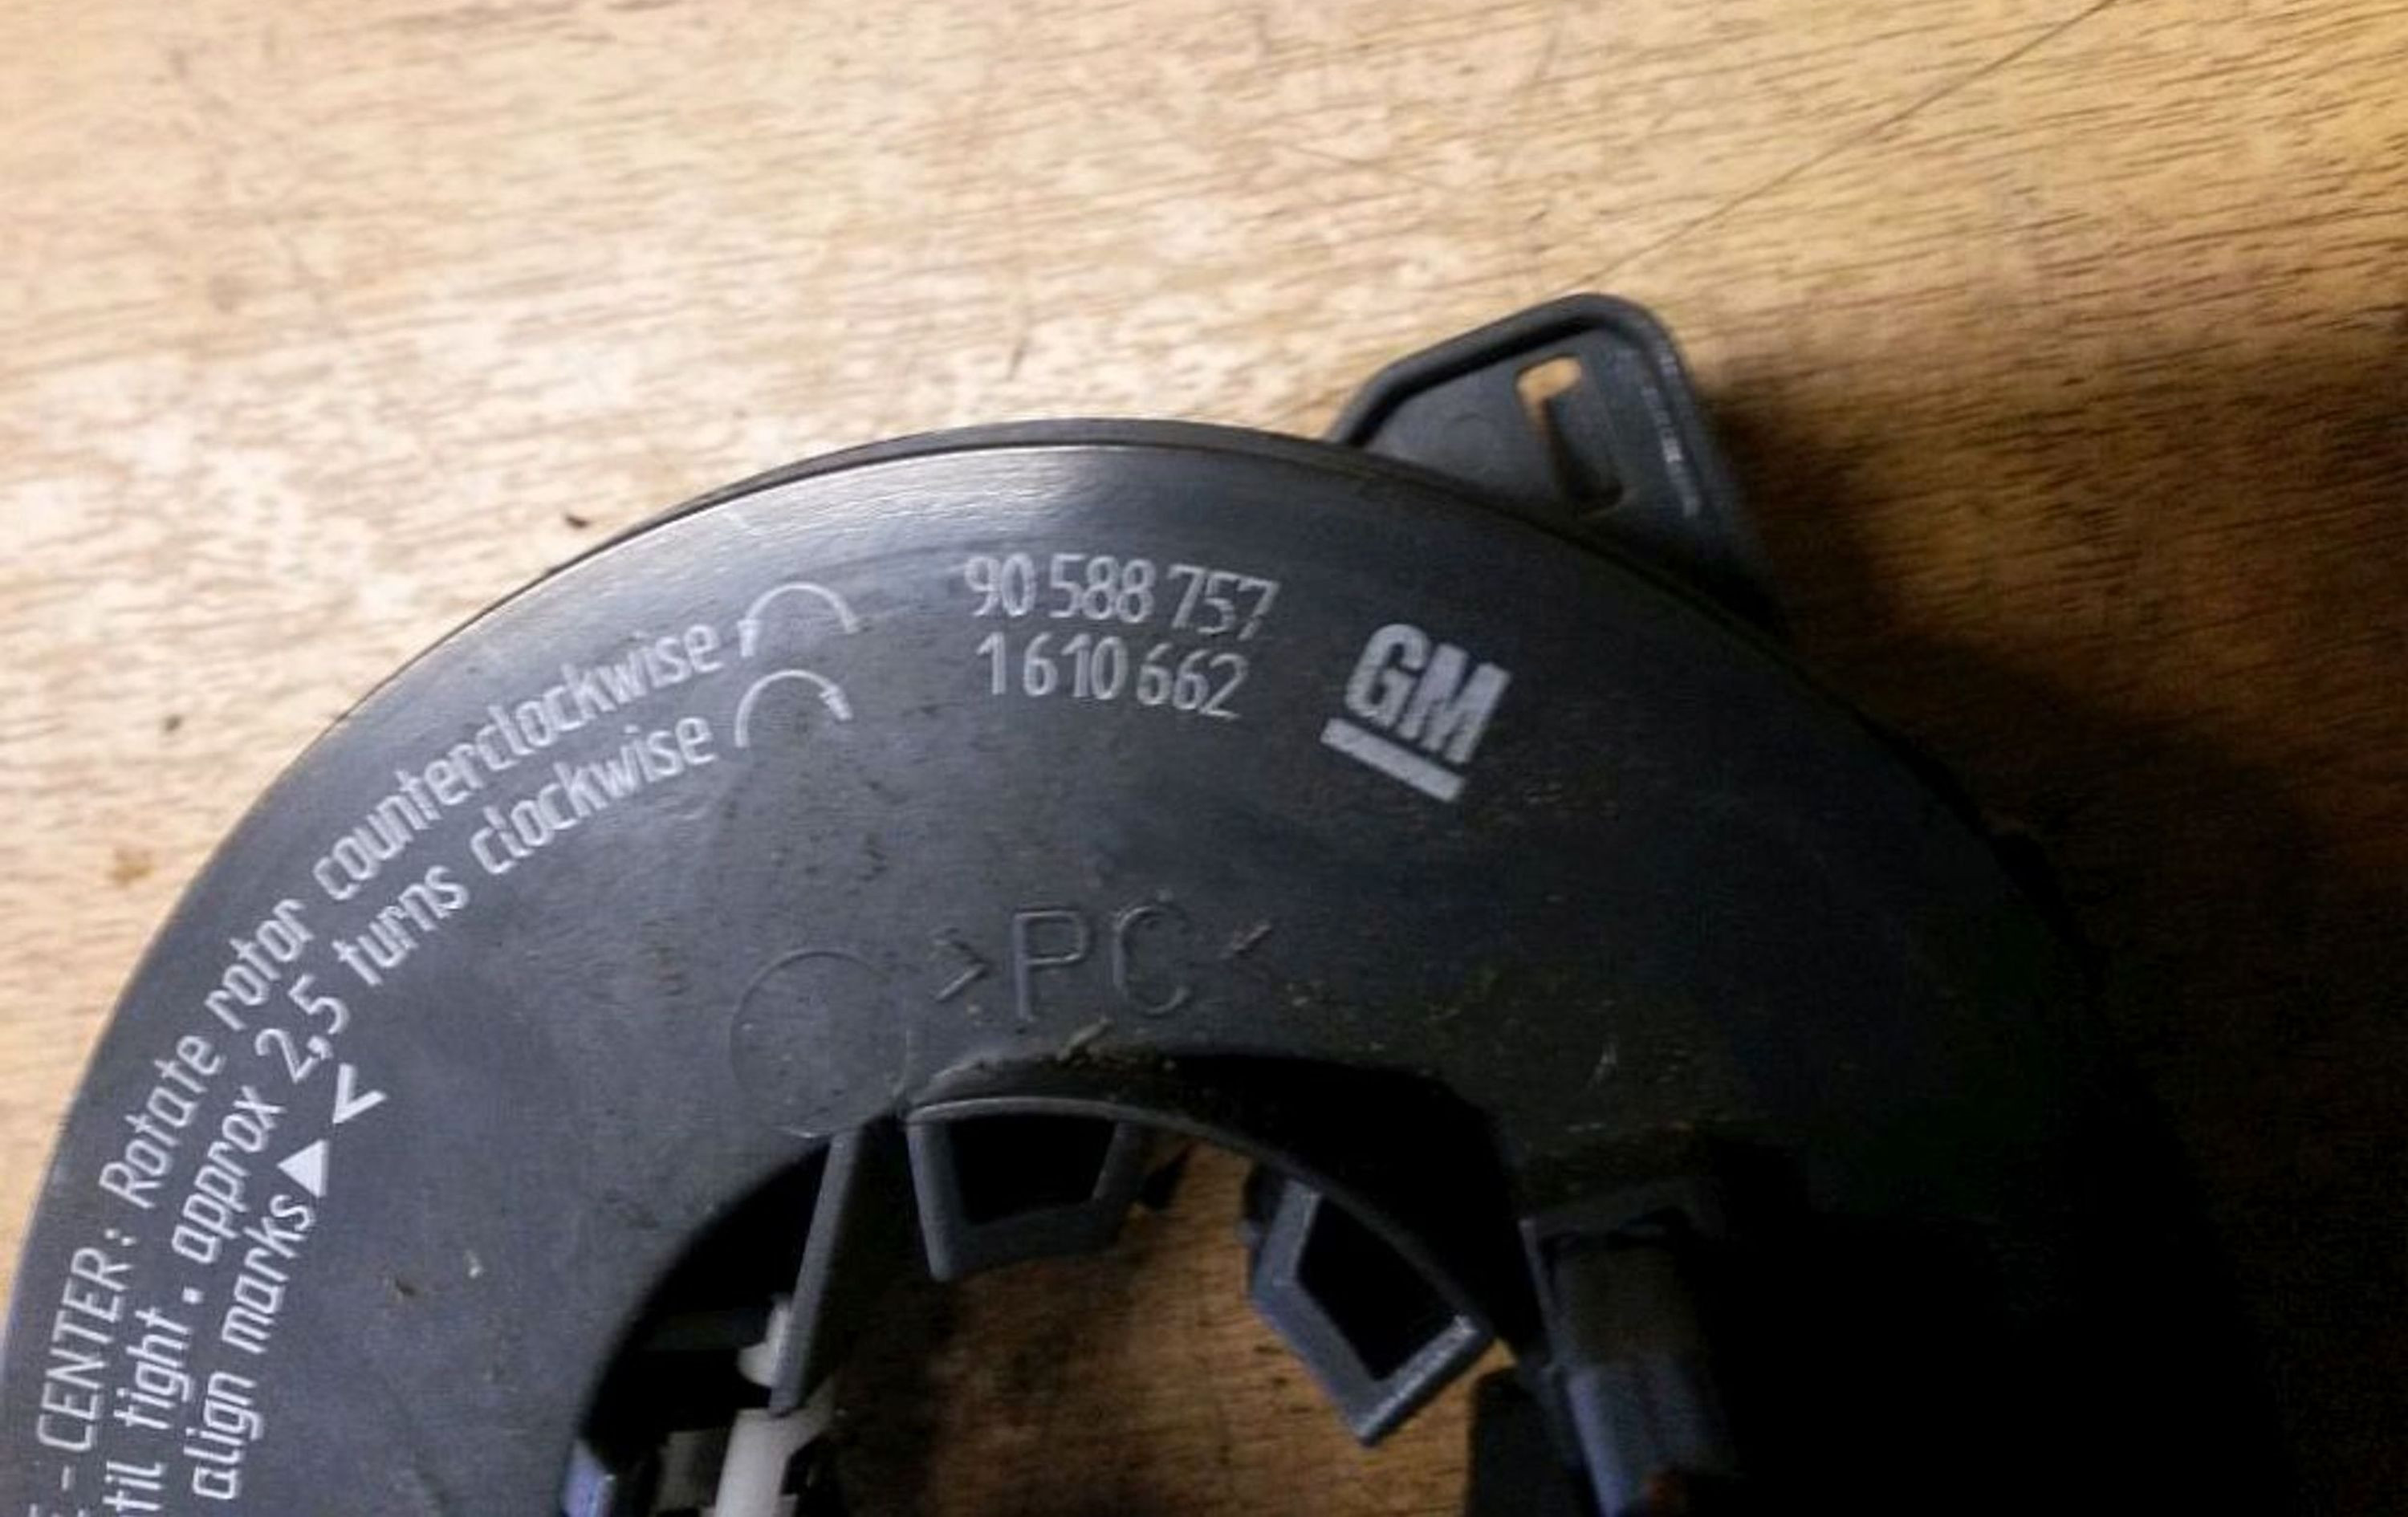 - CENTER: Rotate rotor counterclockwise
tight . approx 2,5 turns clockwise
align marks ▲ <
90 588 757
1 610 662
GM
>PC<